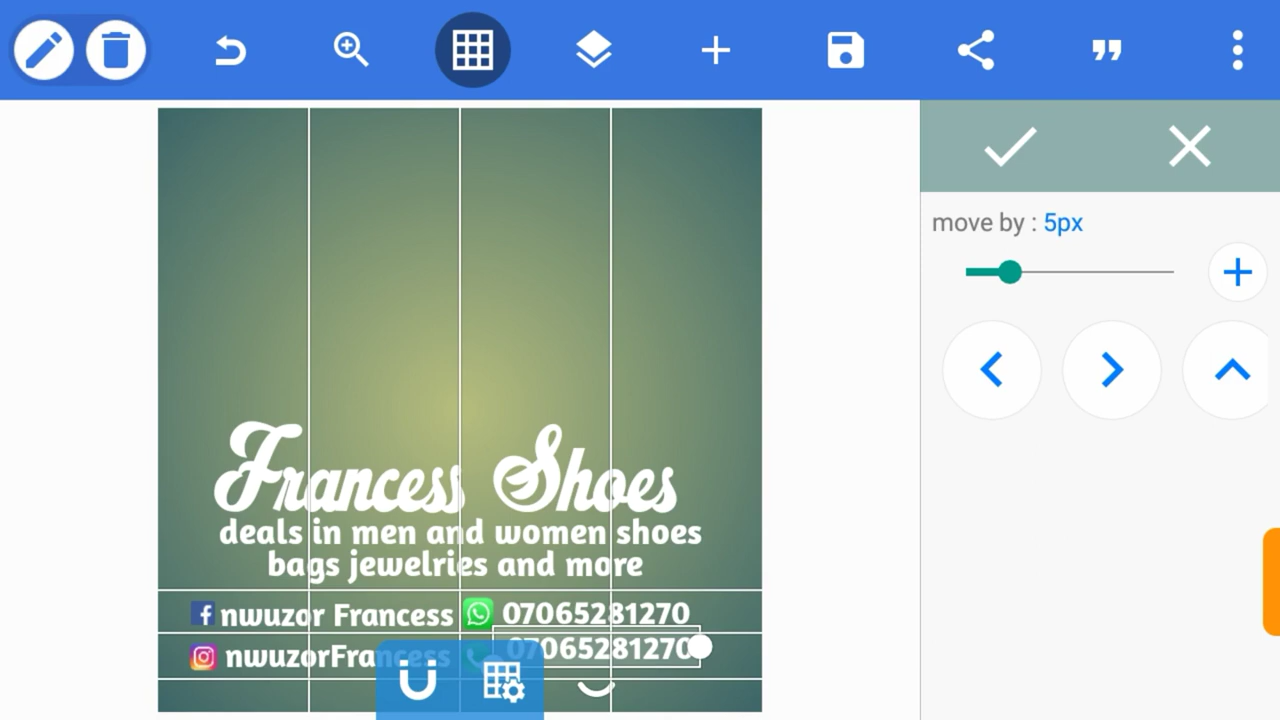 move by : 5px
Francess Shoes
deals in men and women shoes
bags jewelries and more
nwuzor Francess 07065281270
nwuzorFrancess 07065281270